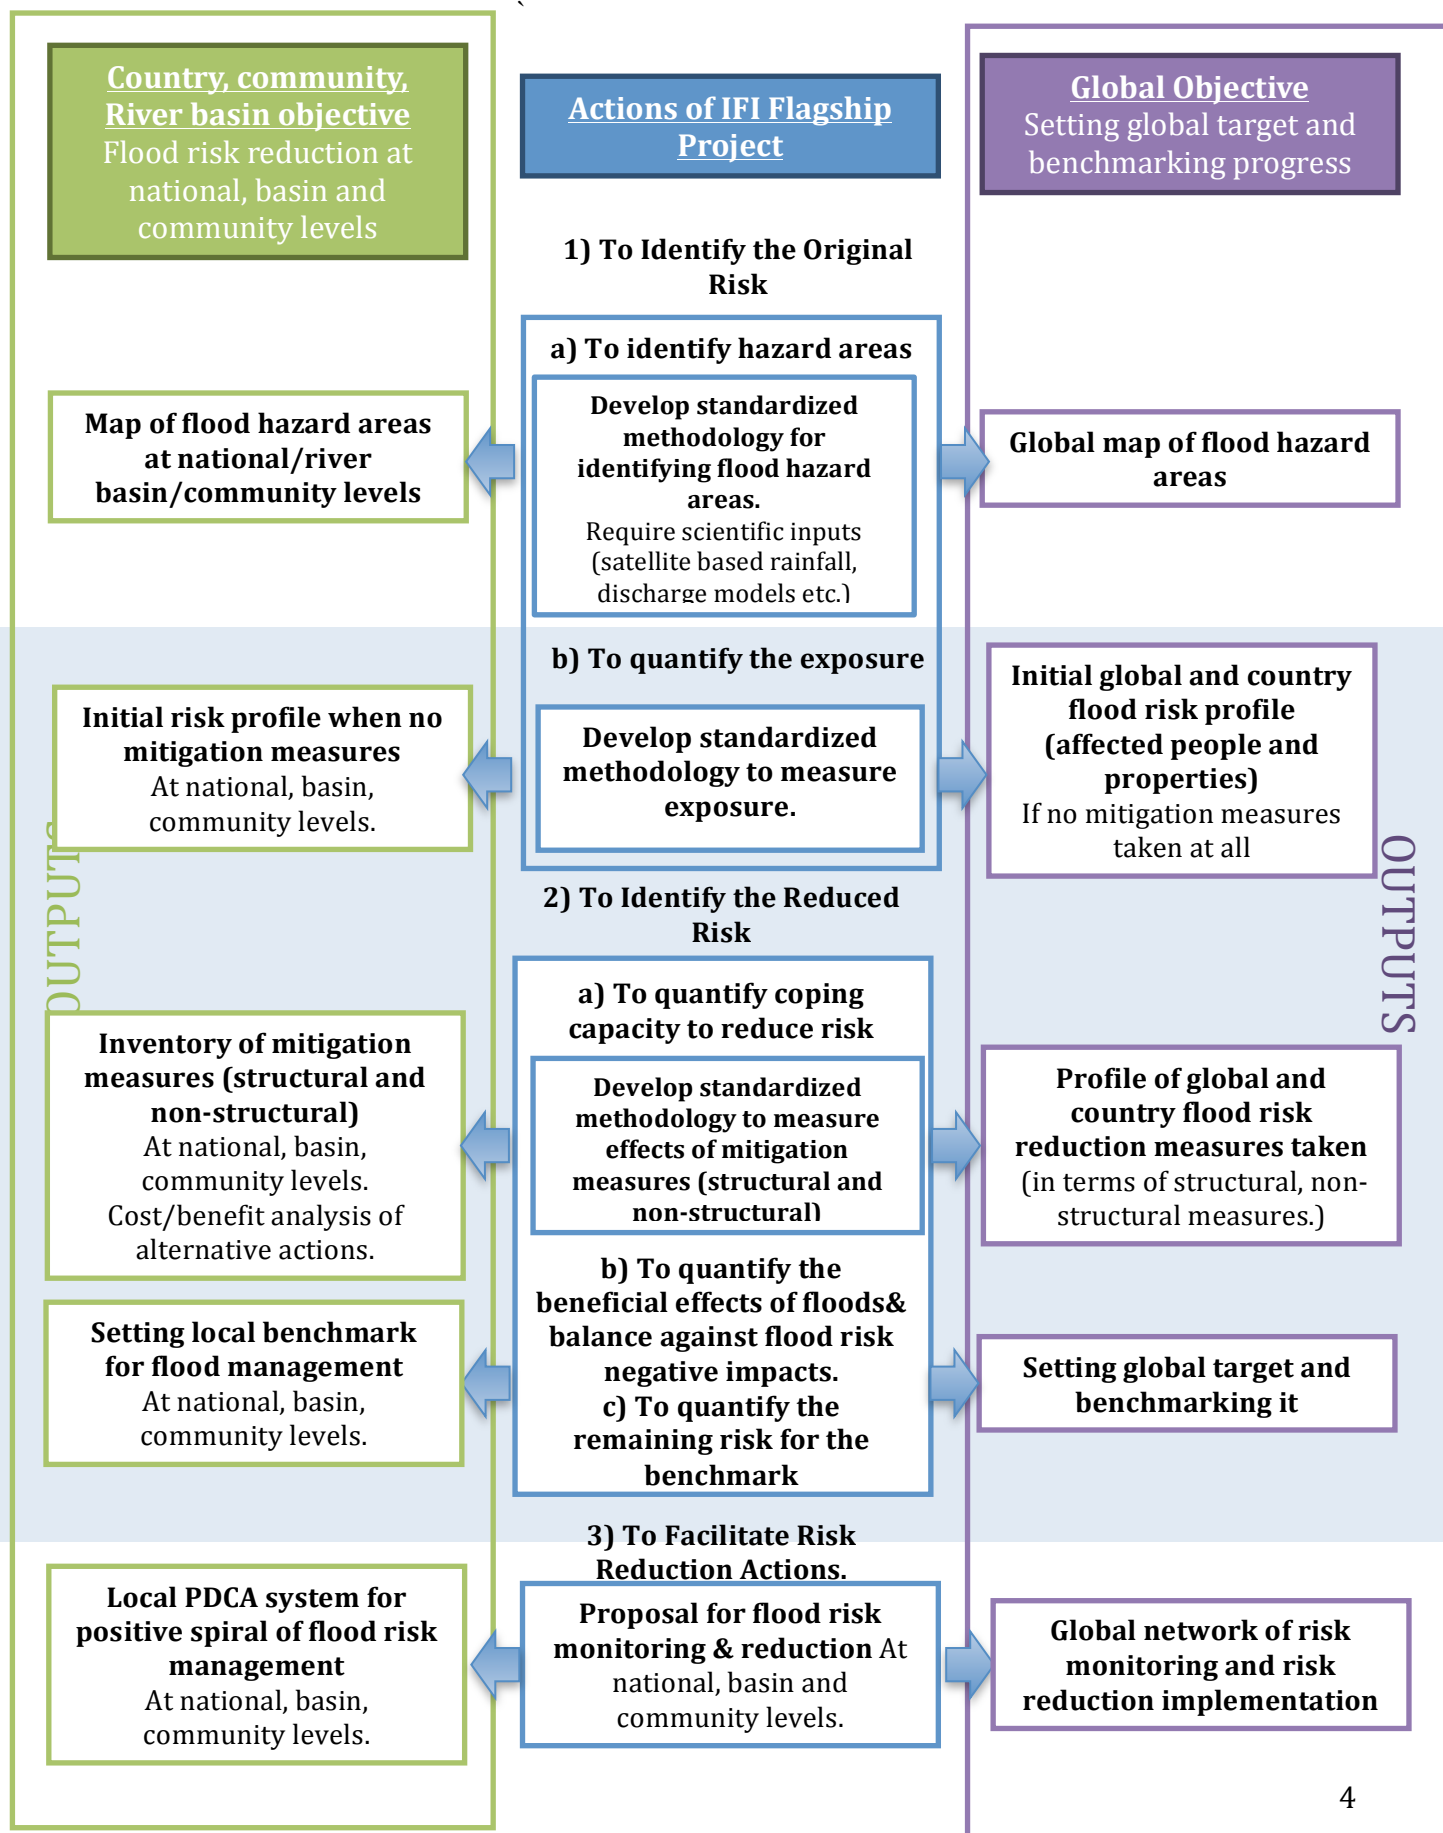 `
Country, community,
River basin objective
Flood risk reduction at
national, basin and
community levels
Actions of IFI Flagship
Project
Global Objective
Setting global target and
benchmarking progress
1) To Identify the Original
Risk
a) To identify hazard areas
Map of flood hazard areas
at national/river
basin/community levels
Develop standardized
methodology for
identifying flood hazard
areas.
Require scientific inputs
(satellite based rainfall,
discharge models etc.)
Global map of flood hazard
areas
b) To quantify the exposure
Initial risk profile when no
mitigation measures
At national, basin,
community levels.
Develop standardized
methodology to measure
exposure.
Initial global and country
flood risk profile
(affected people and
properties)
If no mitigation measures
taken at all
OUTPUTS
OUTPUTS
2) To Identify the Reduced
Risk
a) To quantify coping
capacity to reduce risk
Inventory of mitigation
measures (structural and
non-structural)
At national, basin,
community levels.
Cost/benefit analysis of
alternative actions.
Develop standardized
methodology to measure
effects of mitigation
measures (structural and
non-structural)
Profile of global and
country flood risk
reduction measures taken
(in terms of structural, non-
structural measures.)
b) To quantify the
beneficial effects of floods&
balance against flood risk
negative impacts.
c) To quantify the
remaining risk for the
benchmark
Setting local benchmark
for flood management
At national, basin,
community levels.
Setting global target and
benchmarking it
3) To Facilitate Risk
Reduction Actions.
Local PDCA system for
positive spiral of flood risk
management
At national, basin,
community levels.
Proposal for flood risk
monitoring & reduction At
national, basin and
community levels.
Global network of risk
monitoring and risk
reduction implementation
4